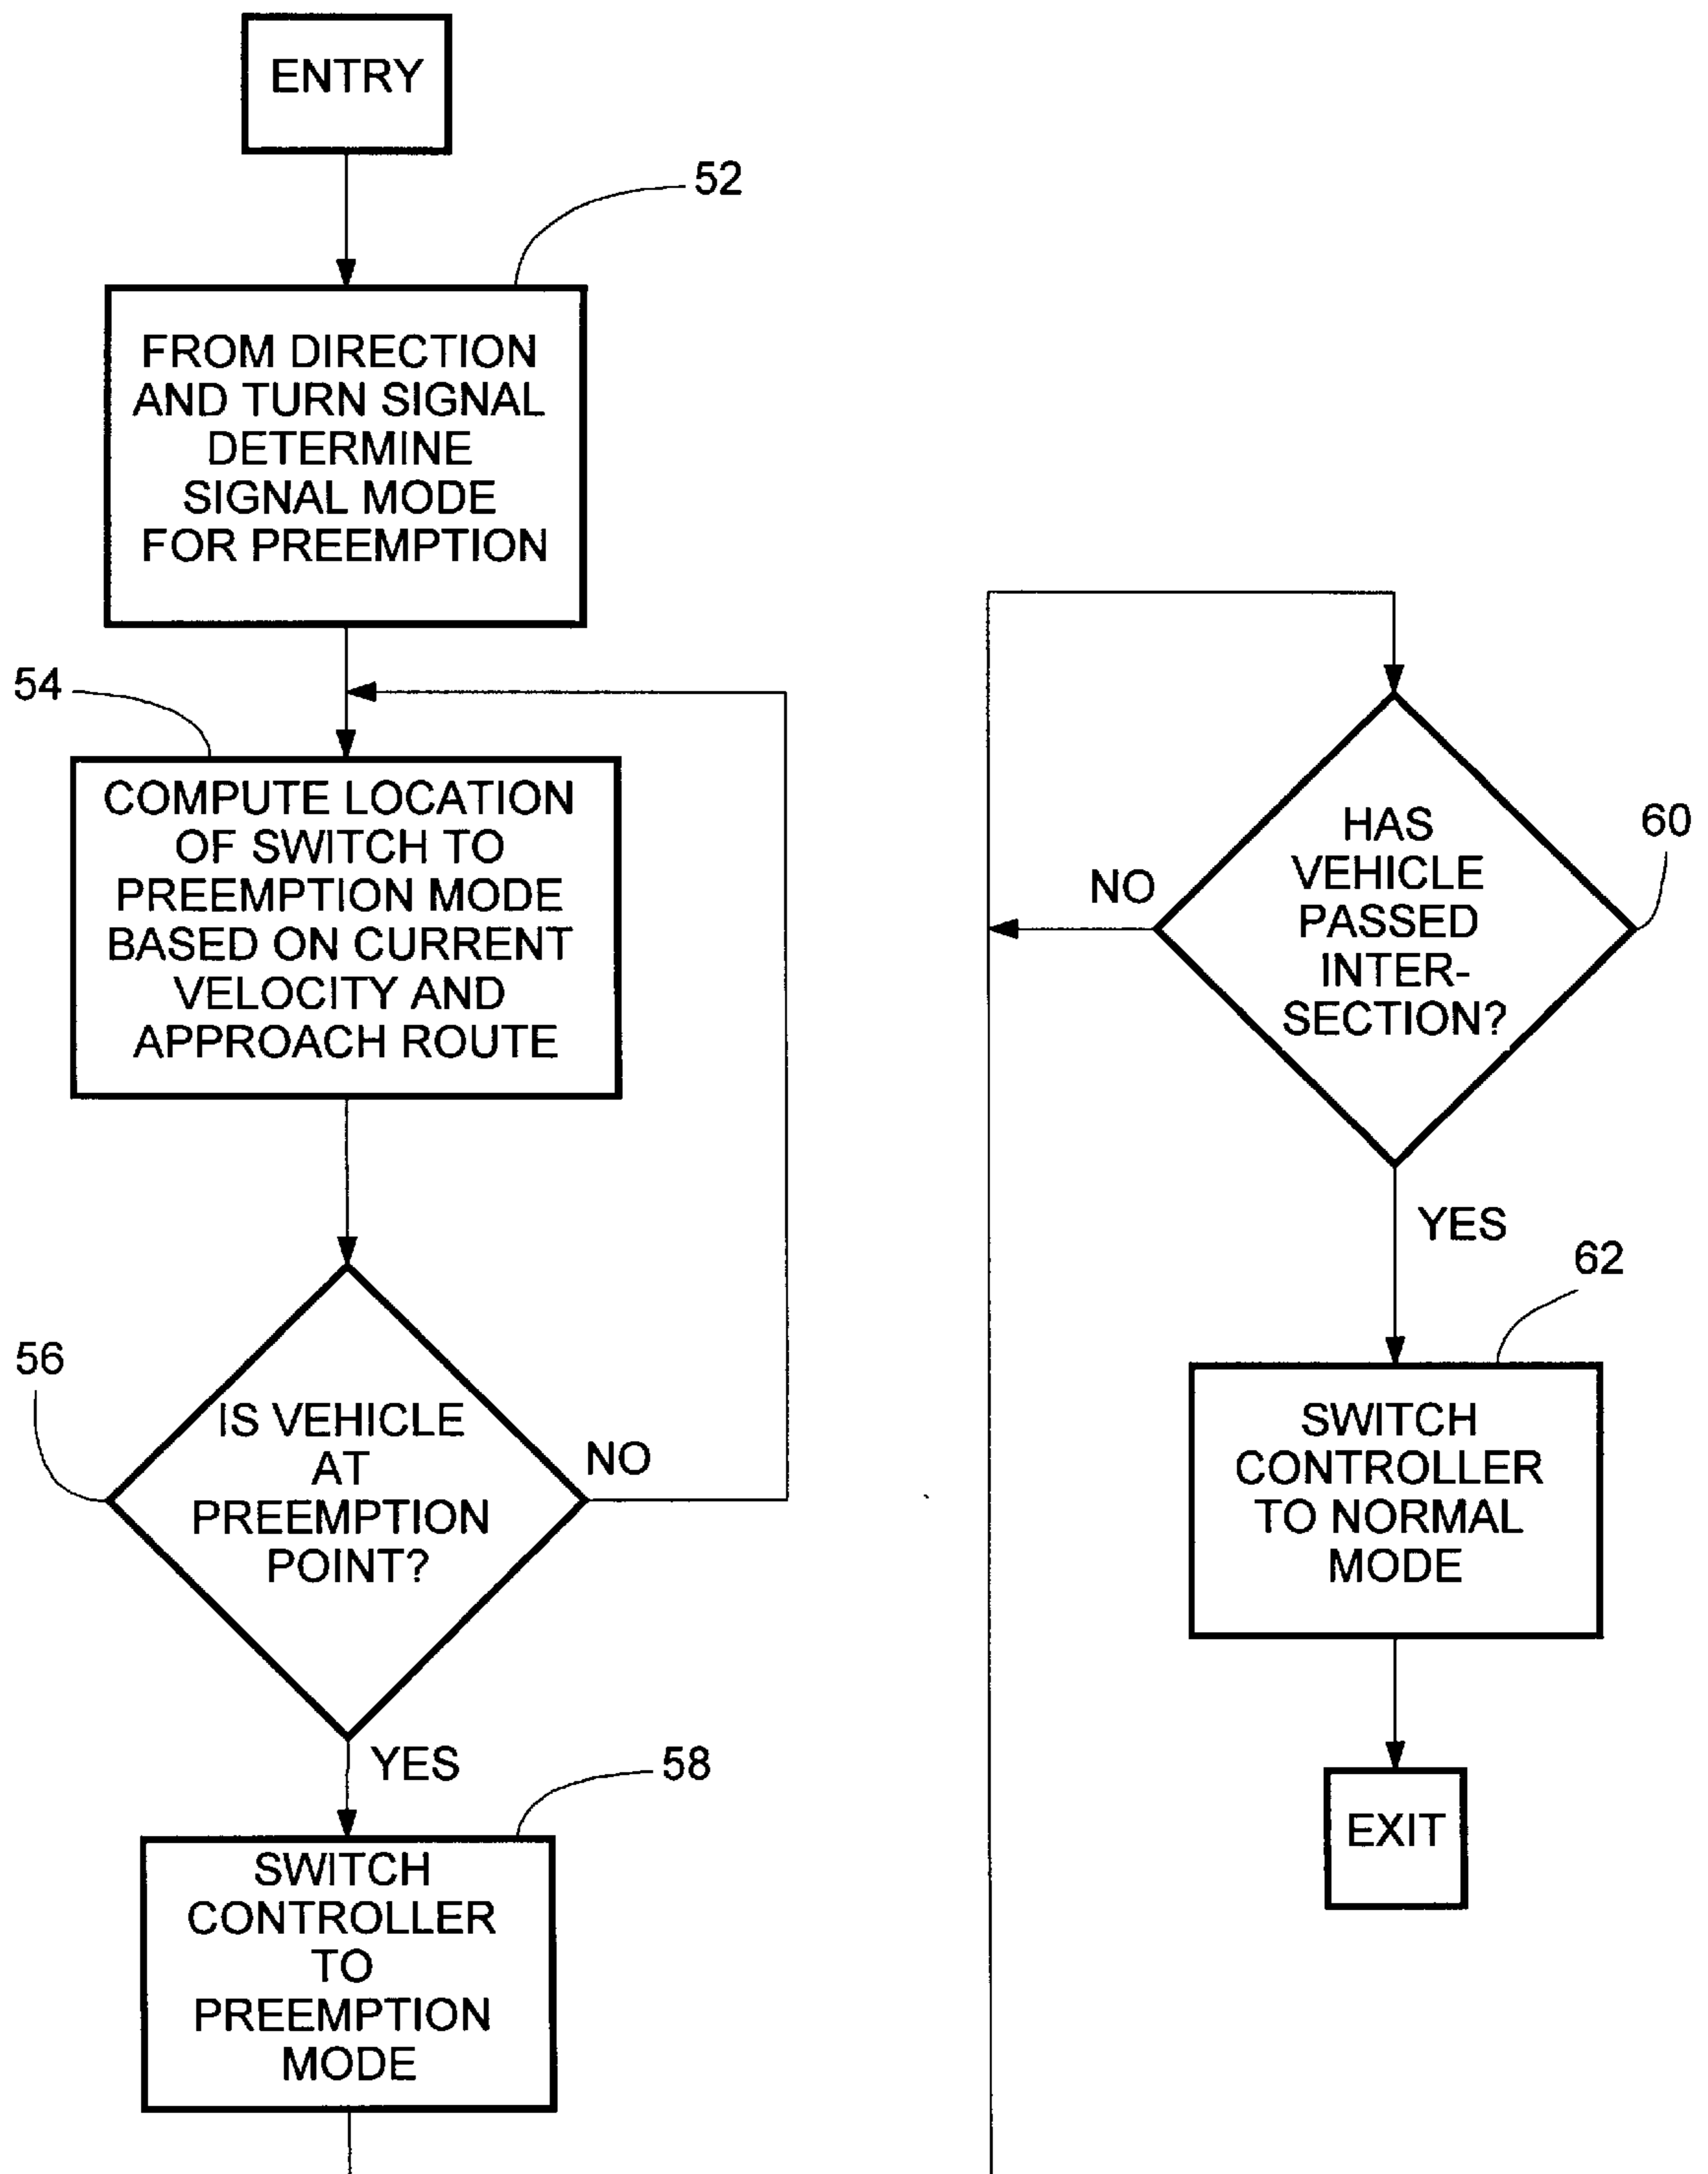 ENTRY
52
FROM DIRECTION
AND TURN SIGNAL
DETERMINE
SIGNAL MODE
FOR PREEMPTION
54
COMPUTE LOCATION
OF SWITCH TO
PREEMPTION MODE
BASED ON CURRENT
VELOCITY AND
APPROACH ROUTE
56
IS VEHICLE
AT
PREEMPTION
POINT?
NO
YES
58
SWITCH
CONTROLLER
TO
PREEMPTION
MODE
60
HAS
VEHICLE
PASSED
INTER-
SECTION?
NO
YES
62
SWITCH
CONTROLLER
TO NORMAL
MODE
EXIT